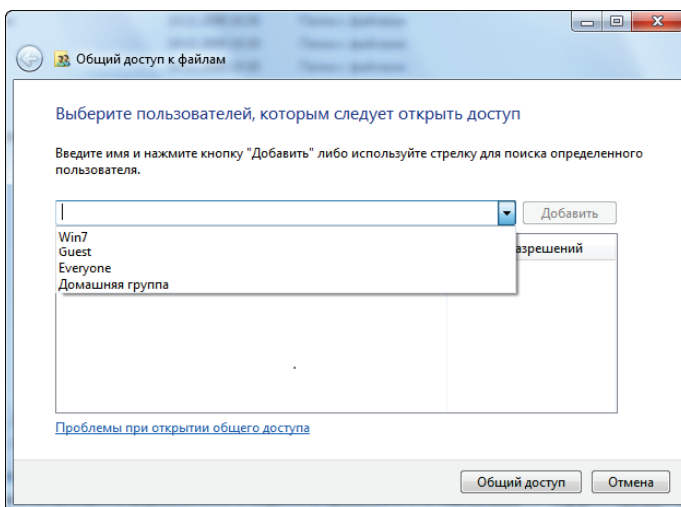 Общий доступ к файлам
Выберите пользователей, которым следует открыть доступ
Введите имя и нажмите кнопку "Добавить" либо используйте стрелку для поиска определенного
пользователя.
Добавить
Win7
Guest
Everyone
Домашняя группа
азрешений
Проблемы при открытии общего доступа
Общий доступ
Отмена